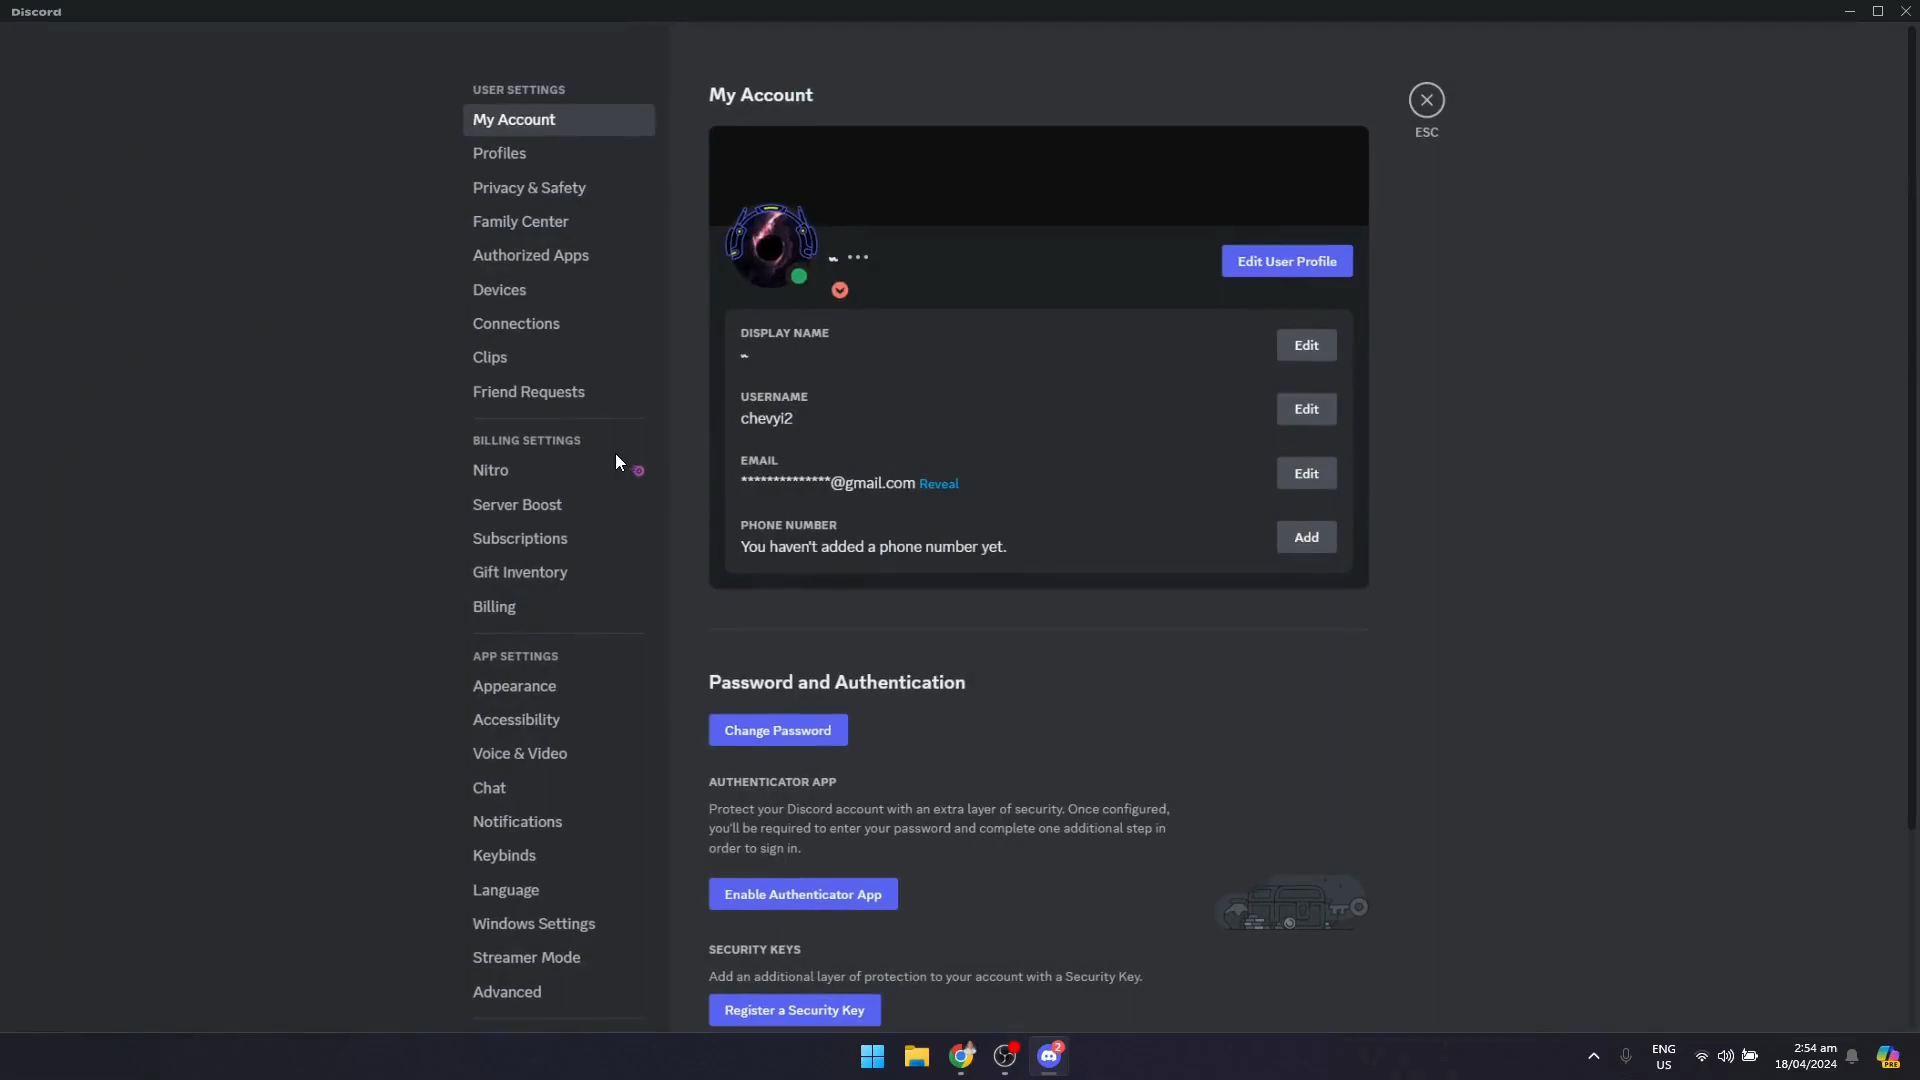 Discord
USER SETTINGS
My Account
Profiles
Privacy & Safety
Family Center
Authorized Apps
Devices
Connections
Clips
Friend Requests
BILLING SETTINGS
Nitro
Server Boost
Subscriptions
Gift Inventory
Billing
APP SETTINGS
Appearance
Accessibility
Voice & Video
Chat
Notifications
Keybinds
Language
Windows Settings
Streamer Mode
Advanced
My Account
ESC
Edit User Profile
DISPLAY NAME
Edit
USERNAME
chevyi2
Edit
EMAIL
**************@gmail.com Reveal
Edit
PHONE NUMBER
You haven't added a phone number yet.
Add
Password and Authentication
Change Password
AUTHENTICATOR APP
Protect your Discord account with an extra layer of security. Once configured,
you'll be required to enter your password and complete one additional step in
order to sign in.
Enable Authenticator App
SECURITY KEYS
Add an additional layer of protection to your account with a Security Key.
Register a Security Key
2
ENG
US
2:54 am
18/04/2024
PRE